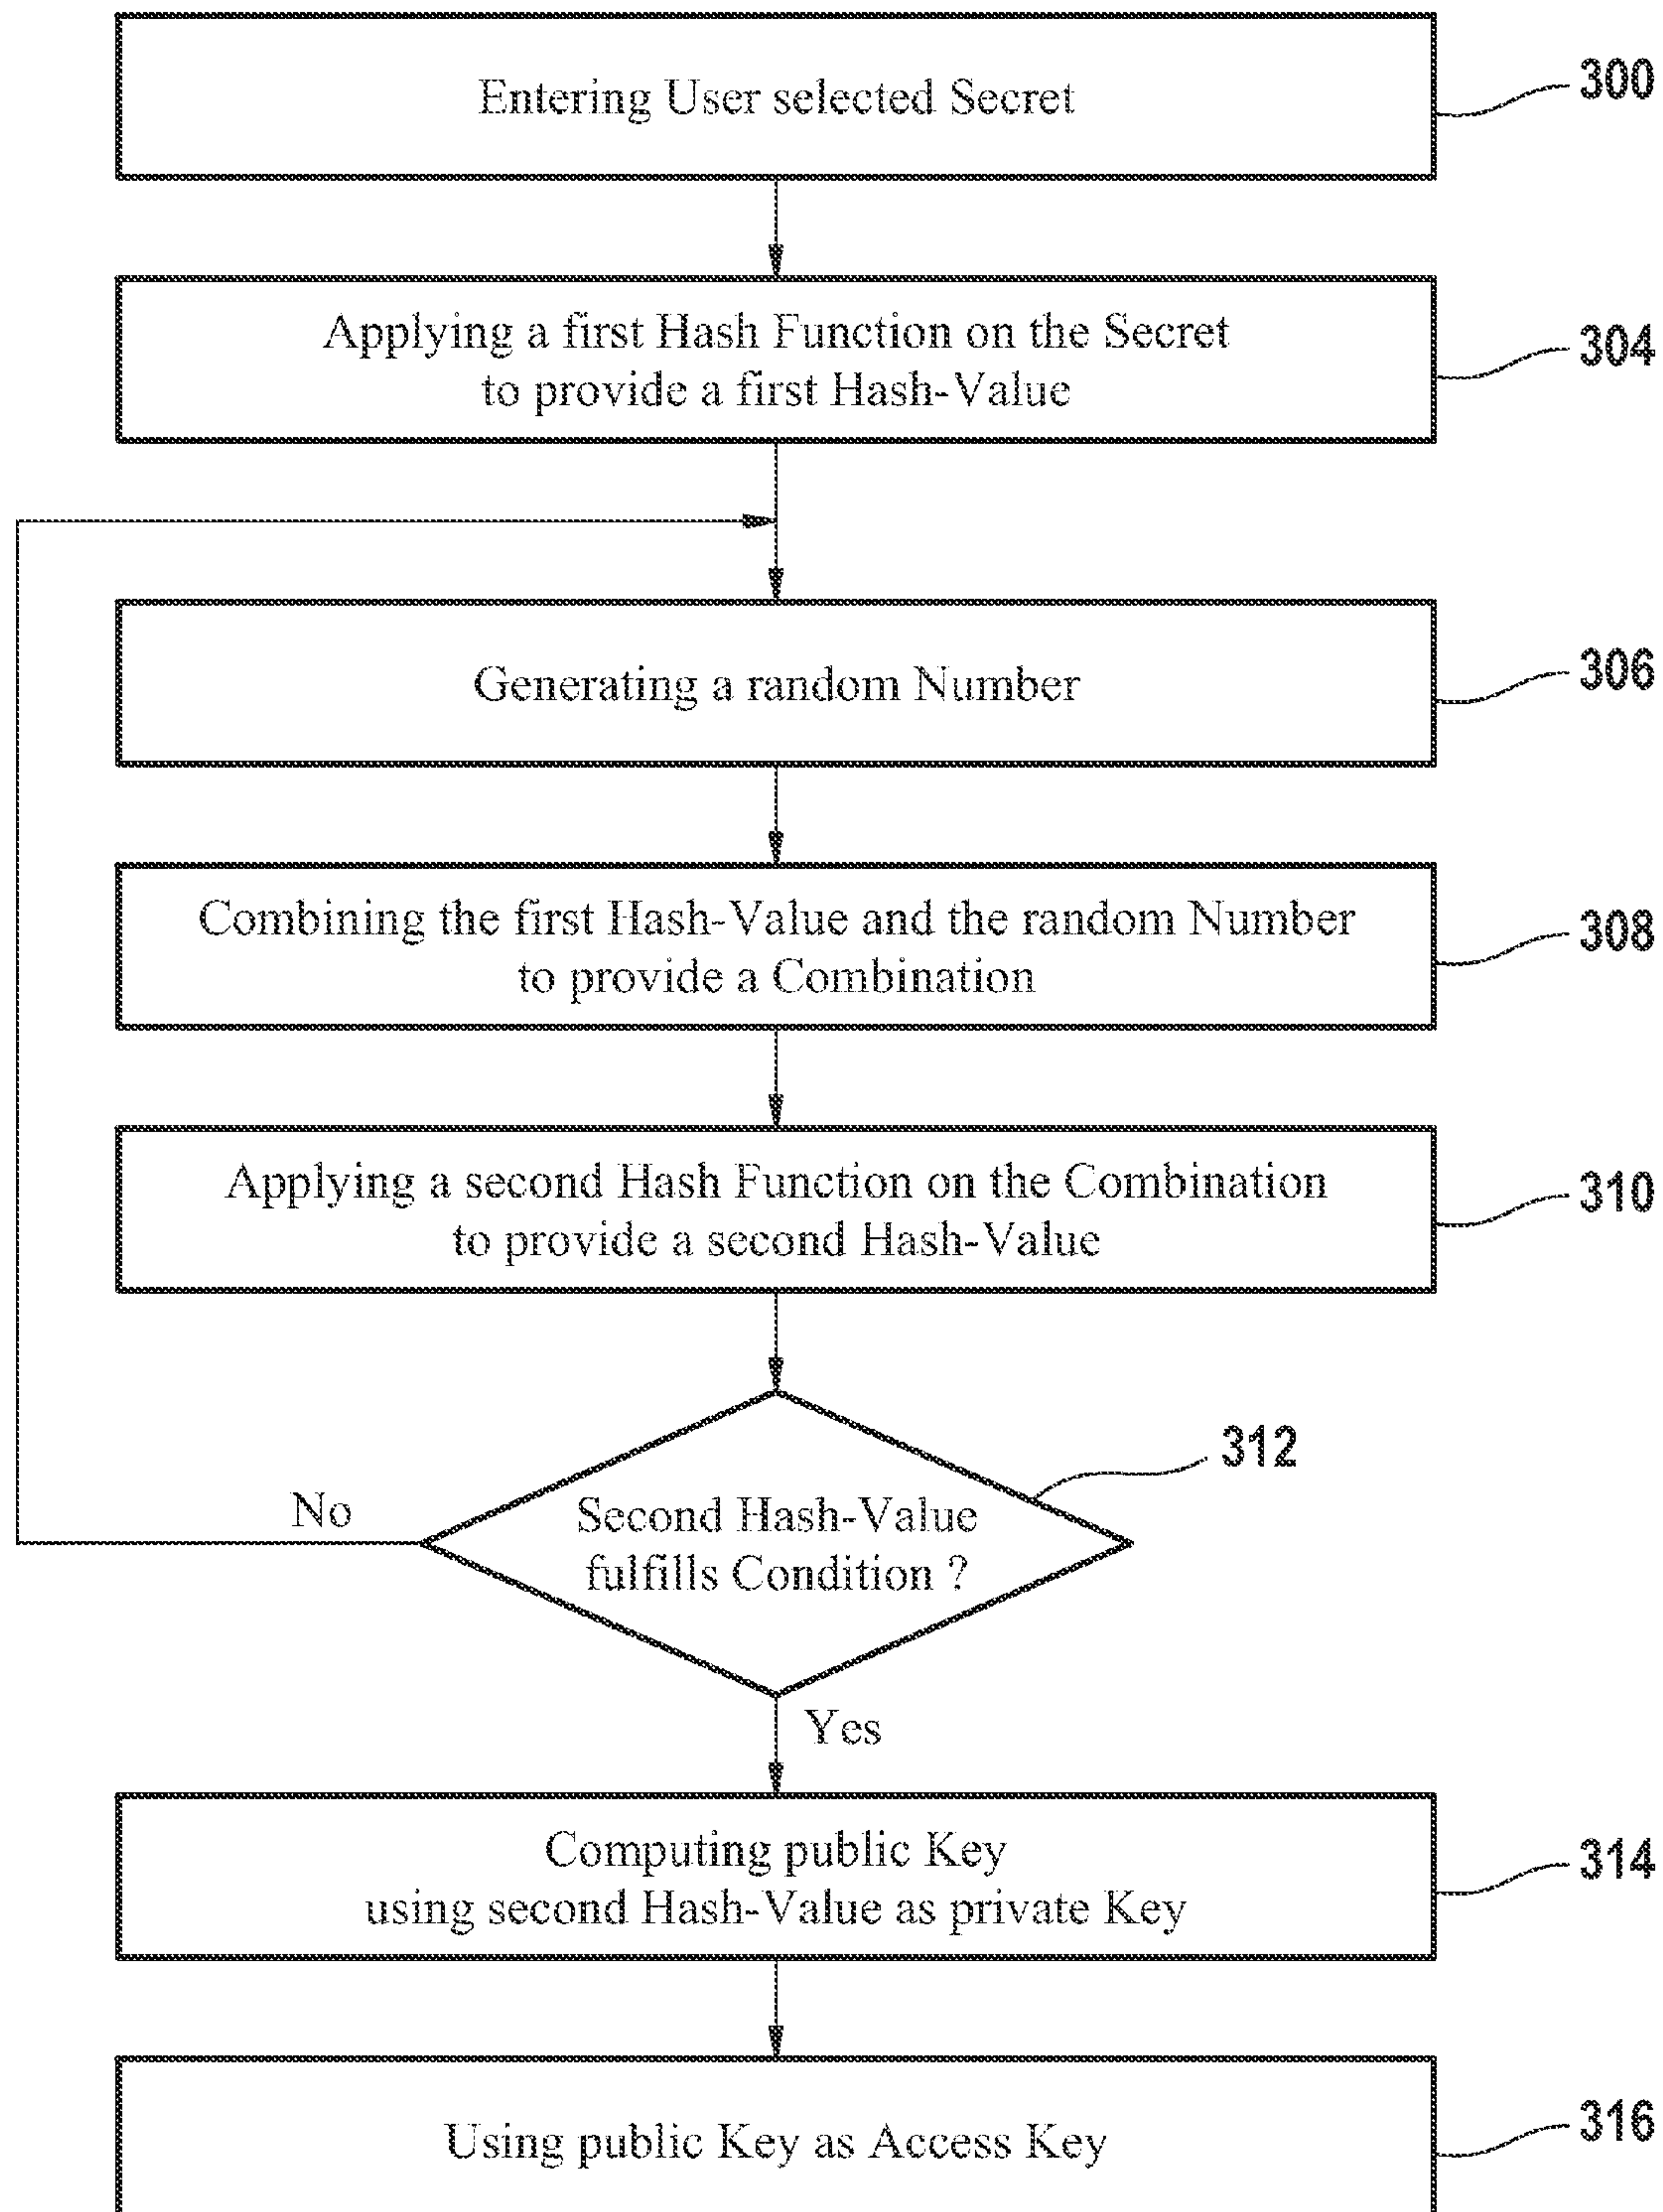 Entering User selected Secret
300
Applying a first Hash Function on the Secret
to provide a first Hash-Value
304
Generating a random Number
306
Combining the first Hash-Value and the random Number
to provide a Combination
308
Applying a second Hash Function on the Combination
to provide a second Hash-Value
310
312
No
Second Hash-Value
fulfills Condition ?
Yes
Computing public Key
using second Hash-Value as private Key
314
Using public Key as Access Key
316